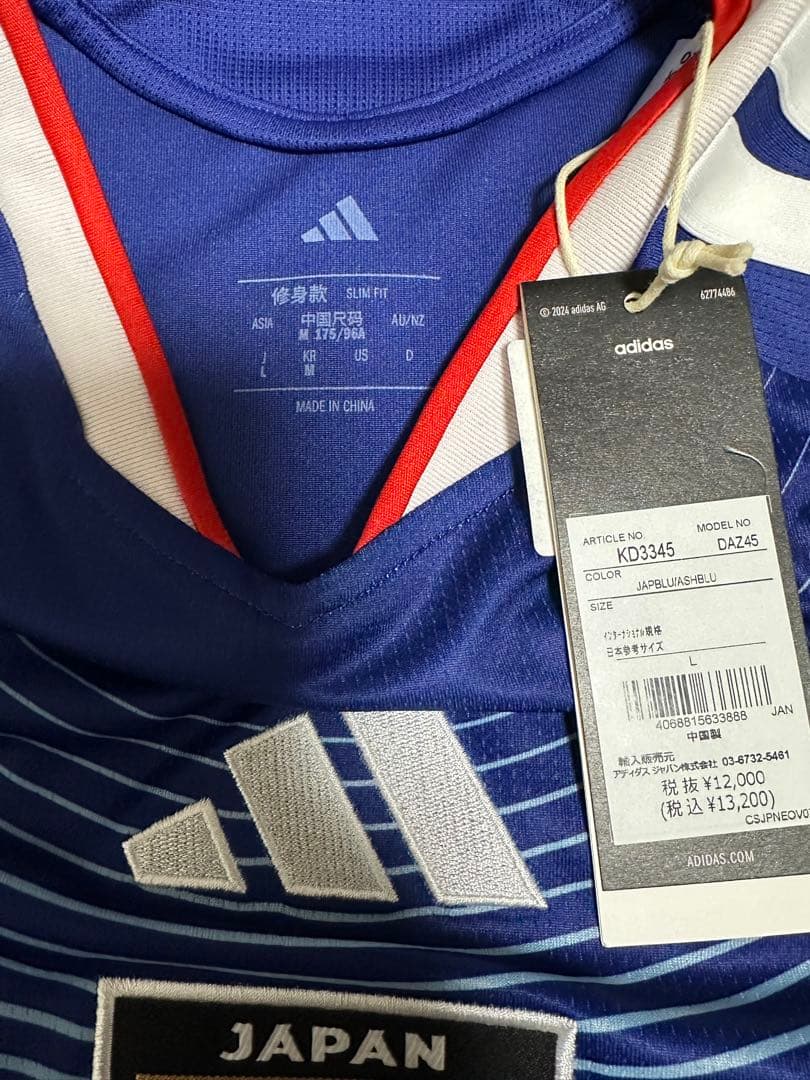 修身款 SLIM FIT
ASIA 中国尺码 AU/NZ
M 175/96A
J KR US D
L M
MADE IN CHINA
© 2024 adidas AG 62774486
adidas
ARTICLE NO. MODEL NO
KD3345 DAZ45
COLOR
JAPBLU/ASHBLU
SIZE
インターナショナル規格
日本参考サイズ
L
4068815633888 JAN
中国製
輸入販売元
アディダス ジャパン株式会社 03-6732-5461
税抜¥12,000
(税込¥13,200)
ADIDAS.COM
JAPAN